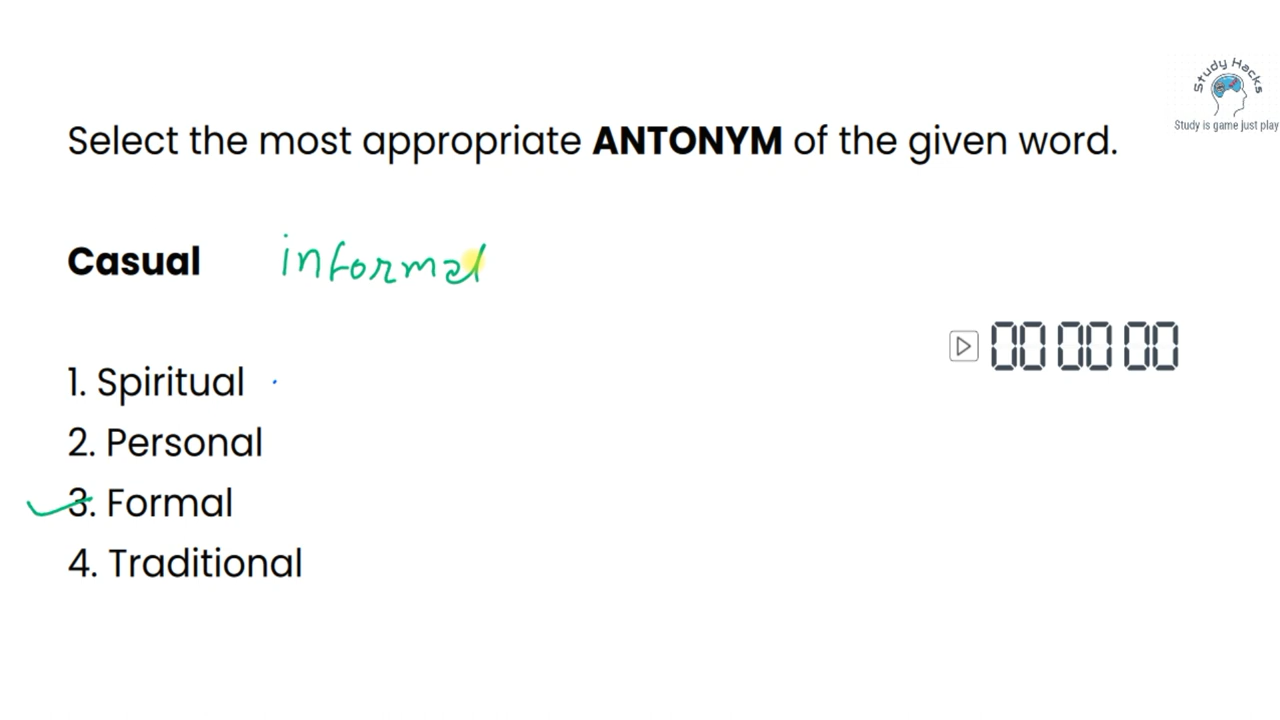 Study Hacks
Study is game just play
Select the most appropriate ANTONYM of the given word.
Casual informal
00 00 00
1. Spiritual
2. Personal
3. Formal
4. Traditional